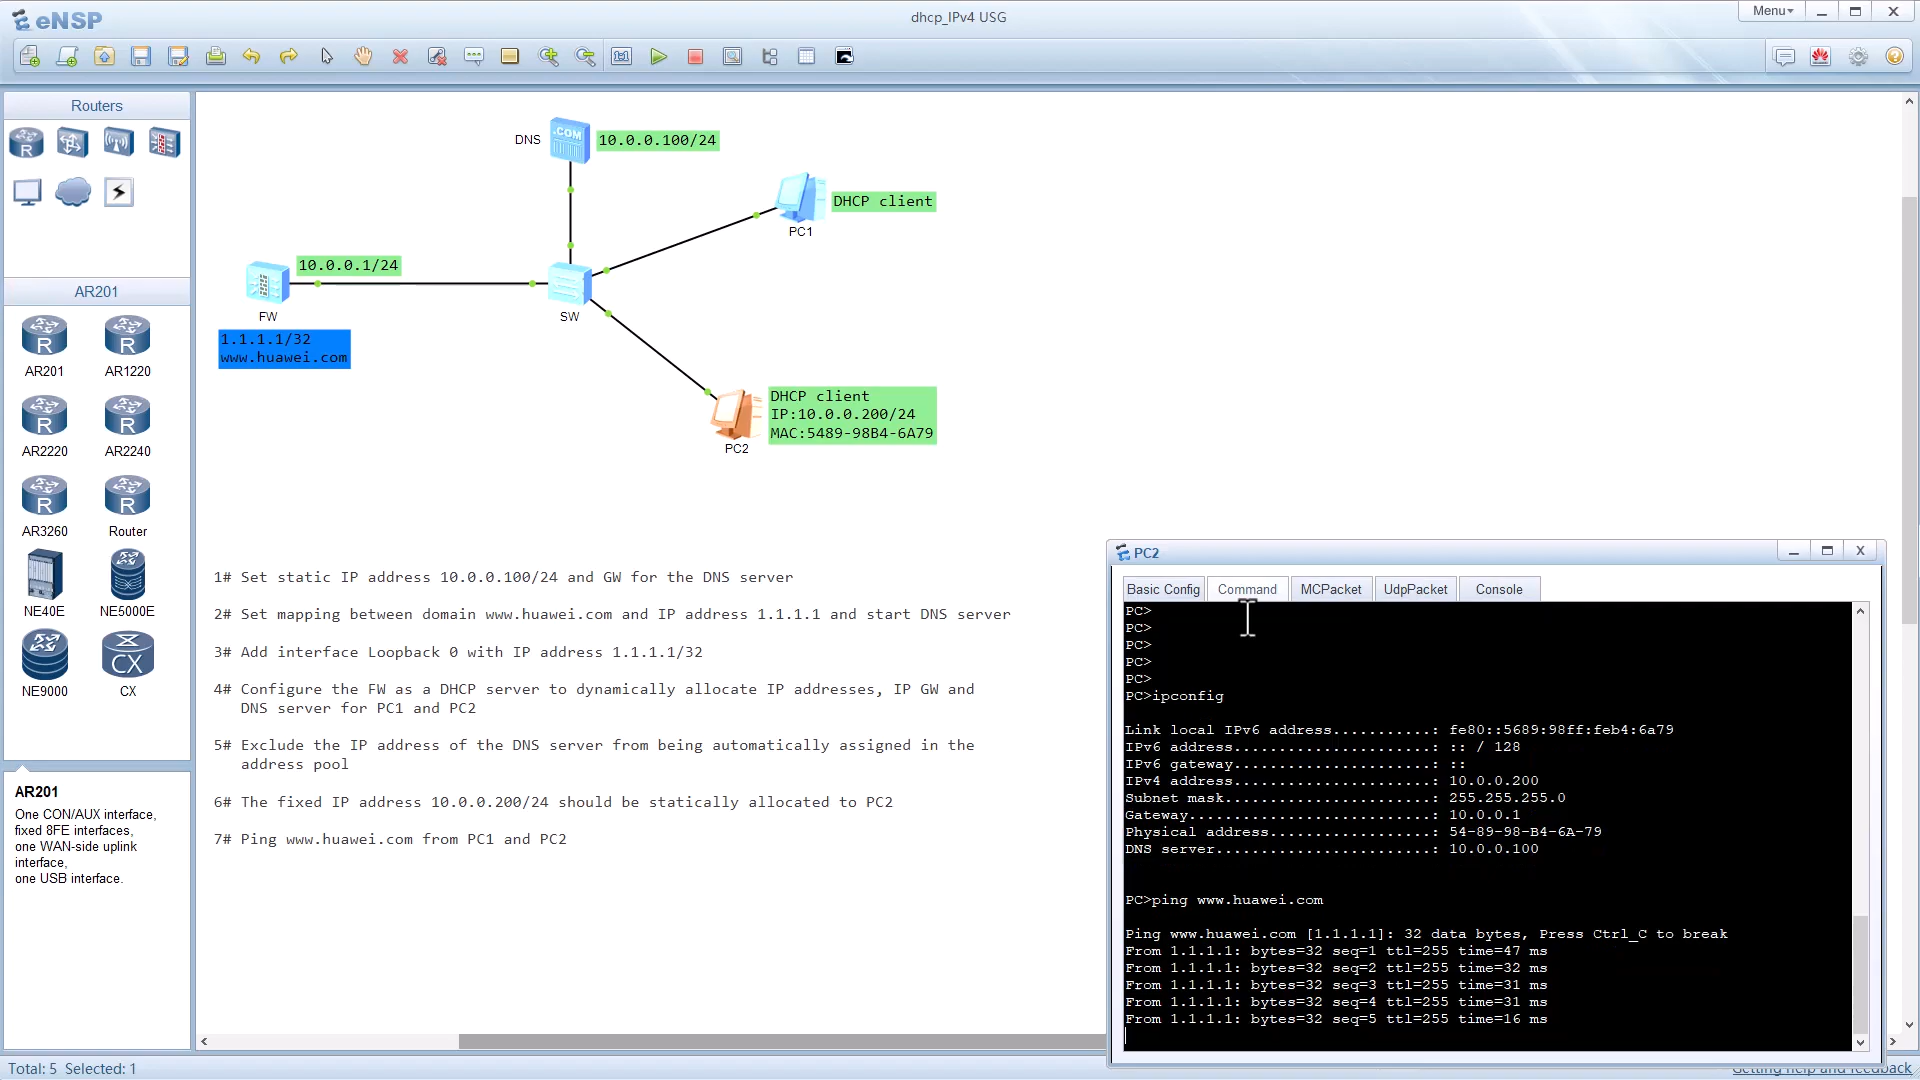 eNSP
dhcp_IPv4 USG
Menu
Routers
AR201
AR201
AR1220
AR2220
AR2240
AR3260
Router
NE40E
NE5000E
NE9000
CX
AR201
One CON/AUX interface,
fixed 8FE interfaces,
one WAN-side uplink
interface,
one USB interface.
DNS
.COM
10.0.0.100/24
DHCP client
PC1
10.0.0.1/24
FW
SW
1.1.1.1/32
www.huawei.com
DHCP client
IP:10.0.0.200/24
MAC:5489-98B4-6A79
PC2
1# Set static IP address 10.0.0.100/24 and GW for the DNS server
2# Set mapping between domain www.huawei.com and IP address 1.1.1.1 and start DNS server
3# Add interface Loopback 0 with IP address 1.1.1.1/32
4# Configure the FW as a DHCP server to dynamically allocate IP addresses, IP GW and
DNS server for PC1 and PC2
5# Exclude the IP address of the DNS server from being automatically assigned in the
address pool
6# The fixed IP address 10.0.0.200/24 should be statically allocated to PC2
7# Ping www.huawei.com from PC1 and PC2
PC2
Basic Config Command MCPacket UdpPacket Console
PC>
PC>
PC>
PC>
PC>
PC>ipconfig
Link local IPv6 address...........: fe80::5689:98ff:feb4:6a79
IPv6 address......................: :: / 128
IPv6 gateway......................: ::
IPv4 address......................: 10.0.0.200
Subnet mask.......................: 255.255.255.0
Gateway...........................: 10.0.0.1
Physical address..................: 54-89-98-B4-6A-79
DNS server........................: 10.0.0.100
PC>ping www.huawei.com
Ping www.huawei.com [1.1.1.1]: 32 data bytes, Press Ctrl_C to break
From 1.1.1.1: bytes=32 seq=1 ttl=255 time=47 ms
From 1.1.1.1: bytes=32 seq=2 ttl=255 time=32 ms
From 1.1.1.1: bytes=32 seq=3 ttl=255 time=31 ms
From 1.1.1.1: bytes=32 seq=4 ttl=255 time=31 ms
From 1.1.1.1: bytes=32 seq=5 ttl=255 time=16 ms
Total: 5 Selected: 1
Getting help and feedback